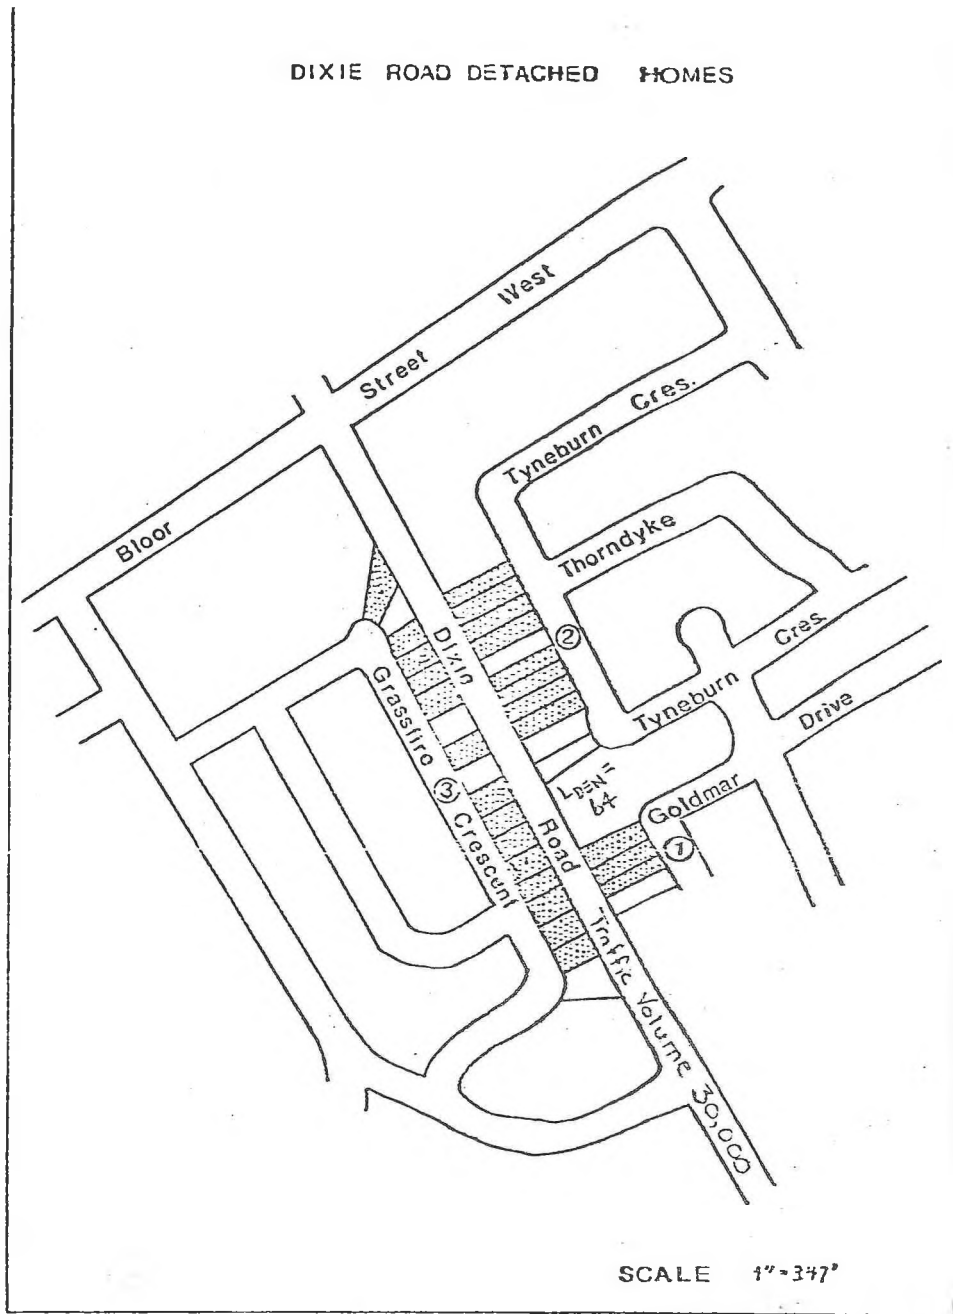 DIXIE ROAD DETACHED HOMES
Bloor Street West
Tyneburn Cres.
Thorndyke
Dixin Road
②
Grassfire Crescent
Tyneburn Cres.
Drive
LDEN =
64
③
Goldmar
①
Traffic Volume 30,000
SCALE 1"=347'